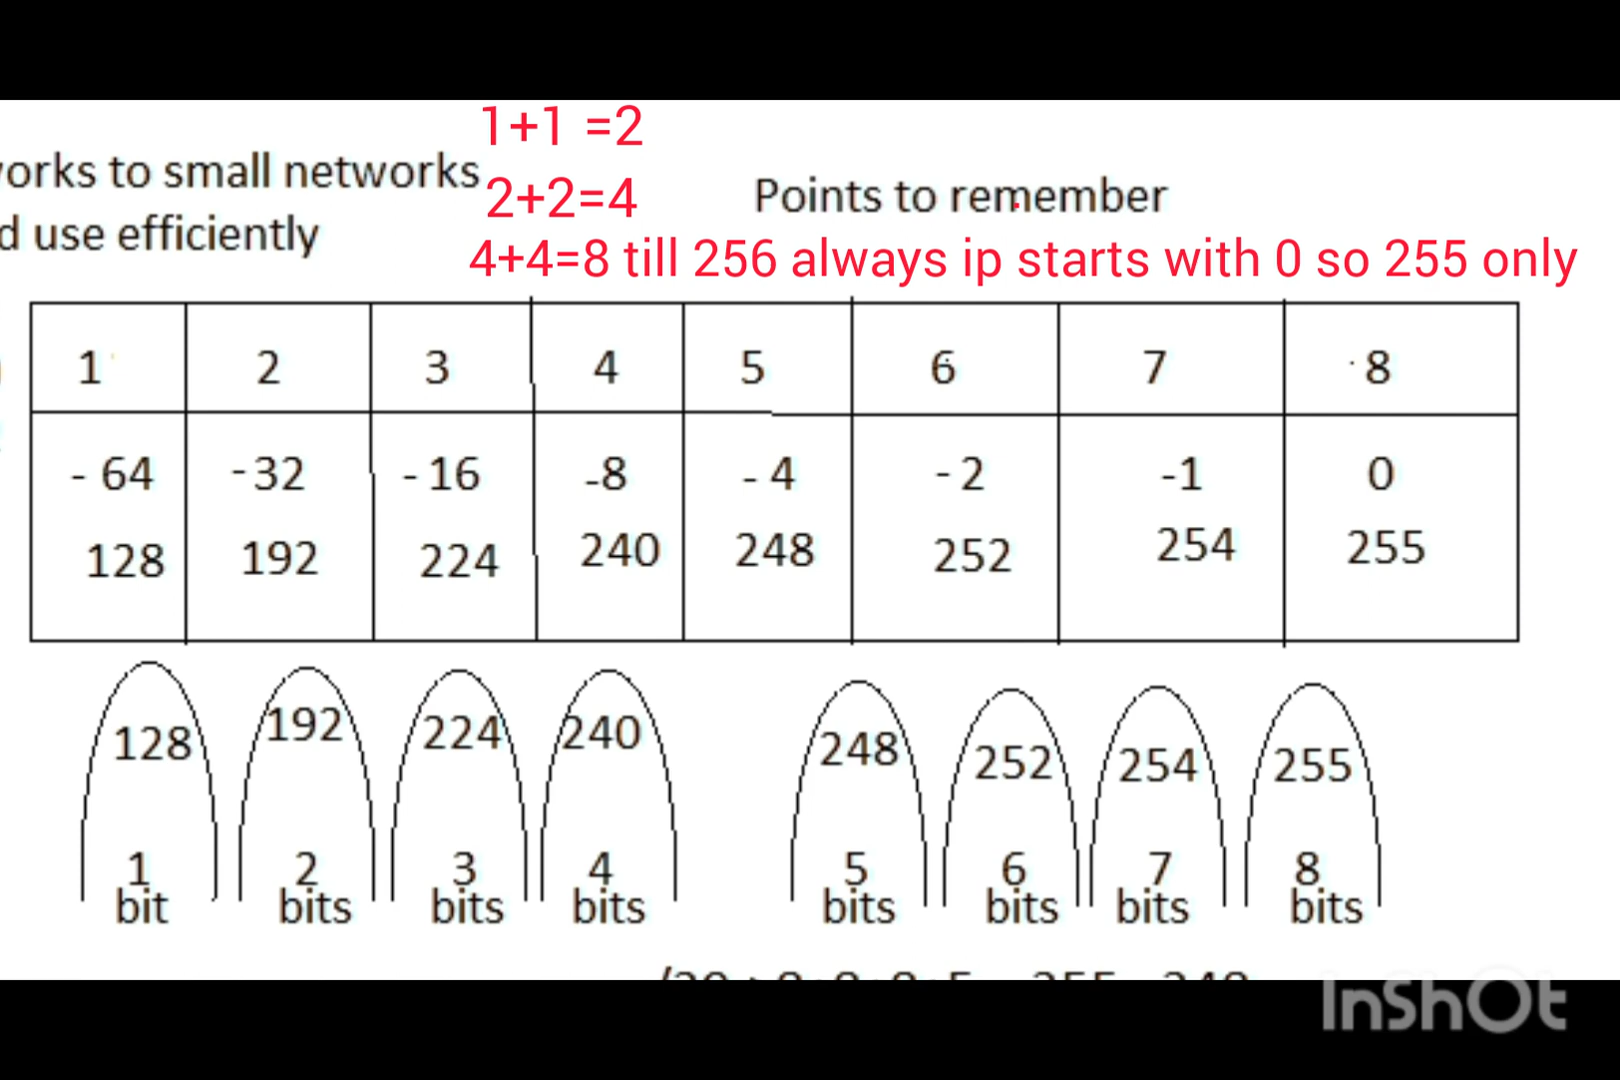 1+1 =2
orks to small networks
2+2=4
Points to remember
d use efficiently
4+4=8 till 256 always ip starts with 0 so 255 only
1 2 3 4 5 6 7 8
- 64 - 32 - 16 -8 - 4 - 2 -1 0
128 192 224 240 248 252 254 255
128 192 224 240 248 252 254 255
1 2 3 4 5 6 7 8
bit bits bits bits bits bits bits bits
InShOt